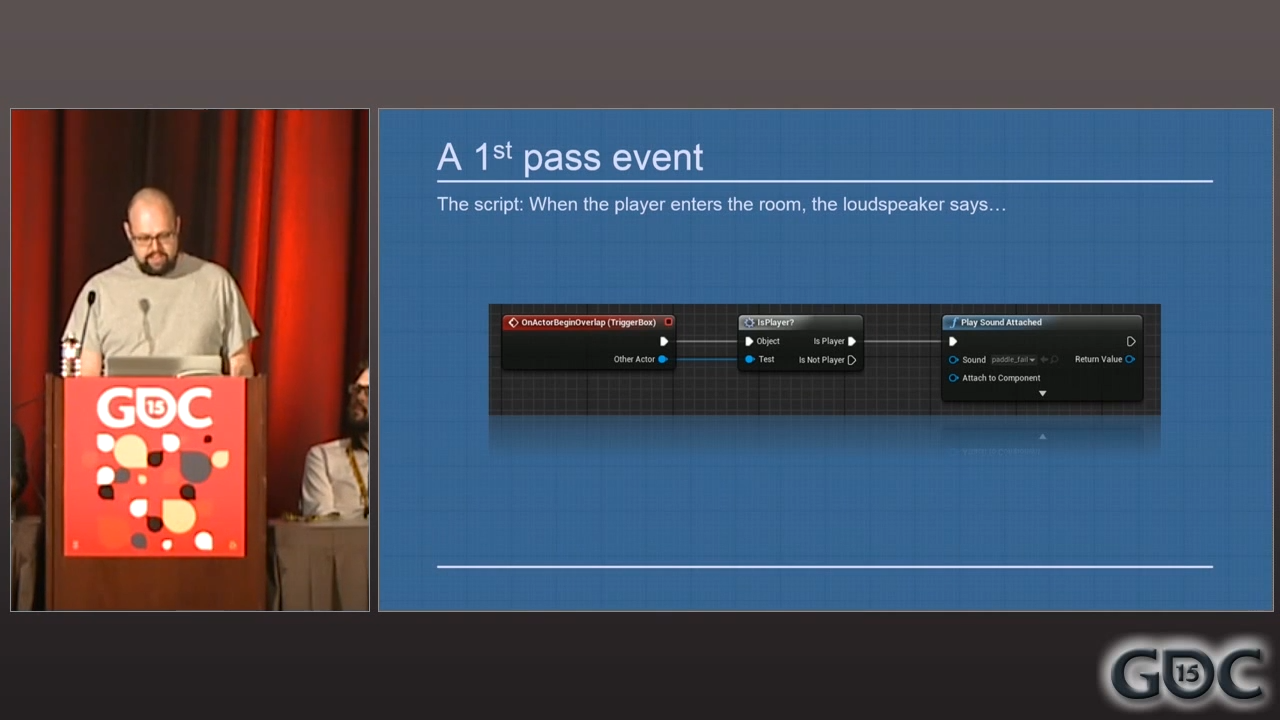 A 1st pass event
The script: When the player enters the room, the loudspeaker says…
OnActorBeginOverlap (TriggerBox)
Other Actor
IsPlayer?
Object Is Player
Test Is Not Player
Play Sound Attached
Sound paddle_fail Return Value
Attach to Component
GDC 15
GDC 15